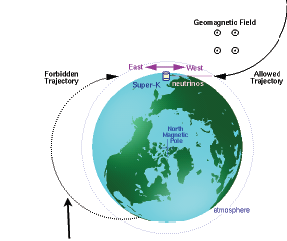 Geomagnetic Field
East
West
Forbidden
Trajectory
Super-K
neutrinos
Allowed
Trajectory
North
Magnetic
Pole
atmosphere